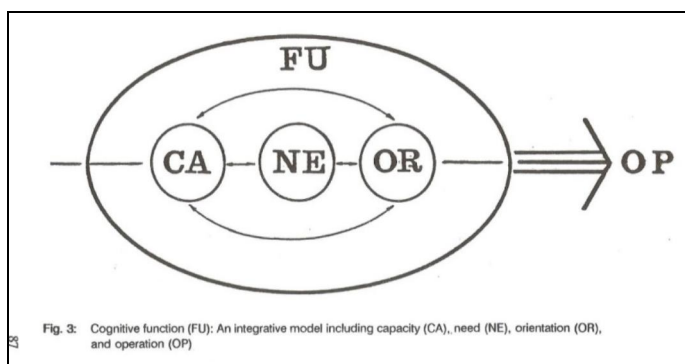 FU
CA NE OR OP
Fig. 3: Cognitive function (FU): An integrative model including capacity (CA), need (NE), orientation (OR),
and operation (OP)
87